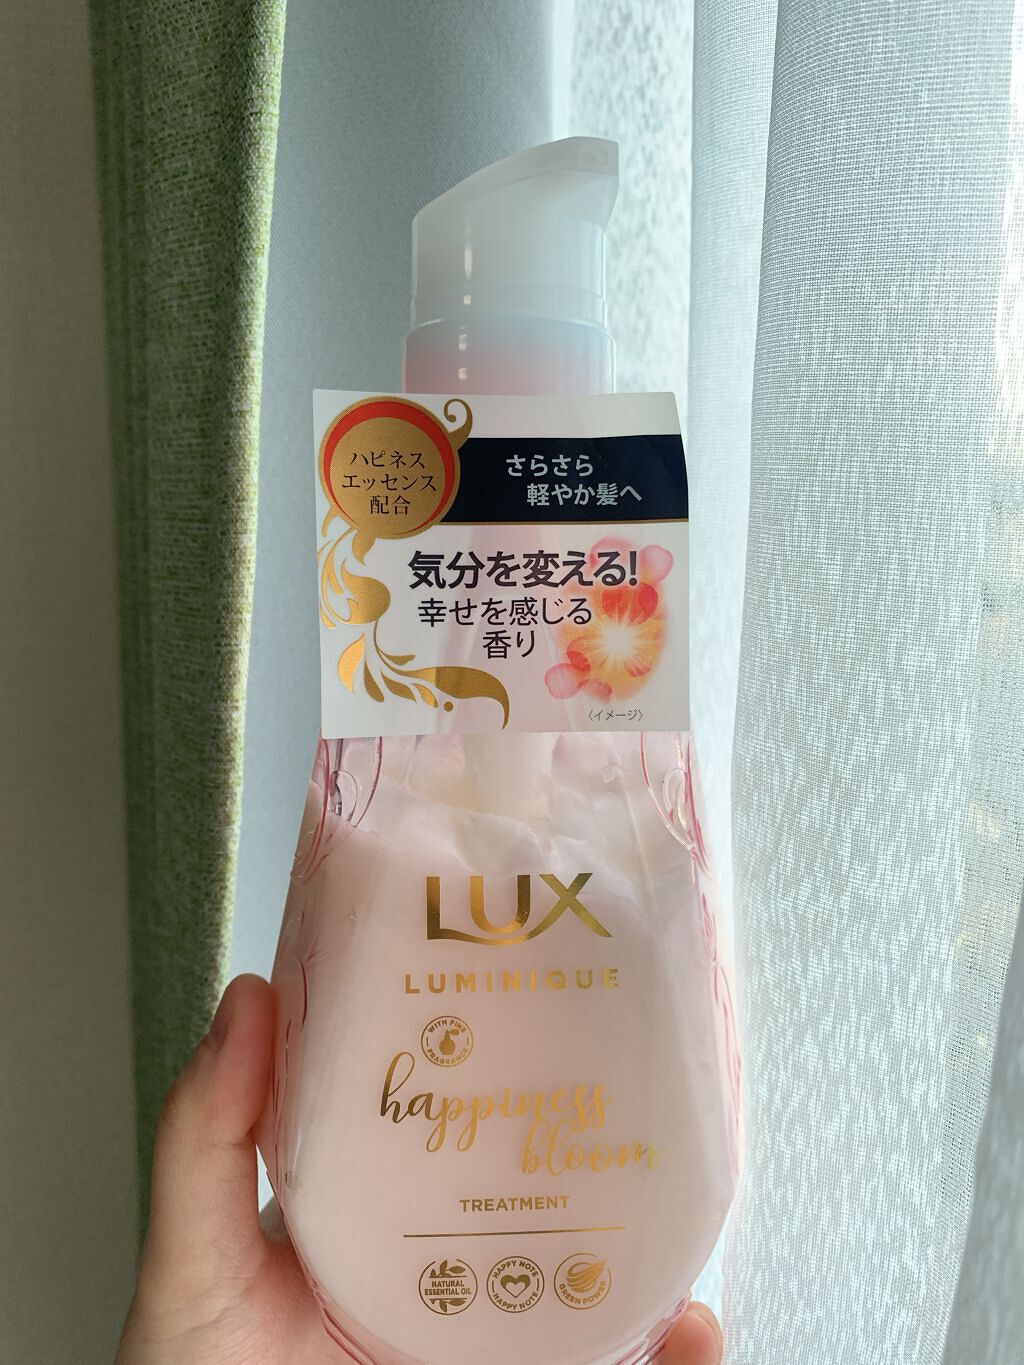 ハピネス
エッセンス
配合
さらさら
軽やか髪へ
気分を変える!
幸せを感じる
香り
〈イメージ〉
LUX
LUMINIQUE
WITH FINE
FRAGRANCE
happiness
bloom
TREATMENT
NATURAL
ESSENTIAL OIL
HAPPY NOTE
HAPPY NOTE
GREEN POWER